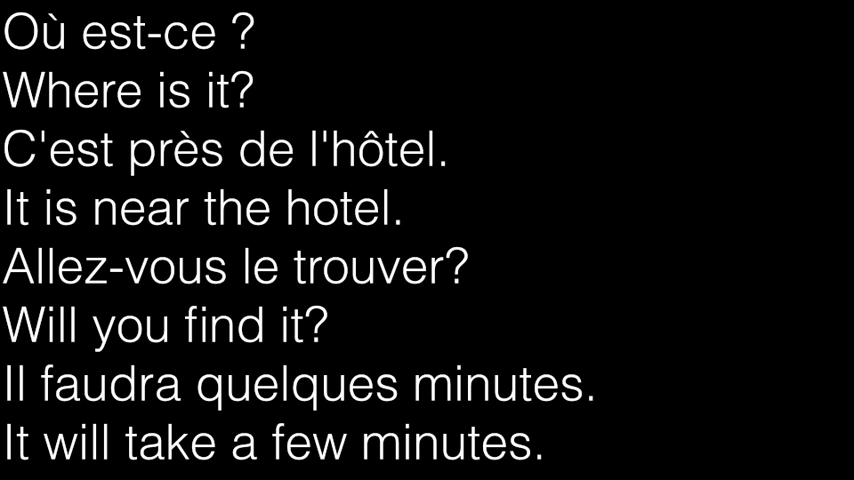 Où est-ce ?
Where is it?
C'est près de l'hôtel.
It is near the hotel.
Allez-vous le trouver?
Will you find it?
Il faudra quelques minutes.
It will take a few minutes.